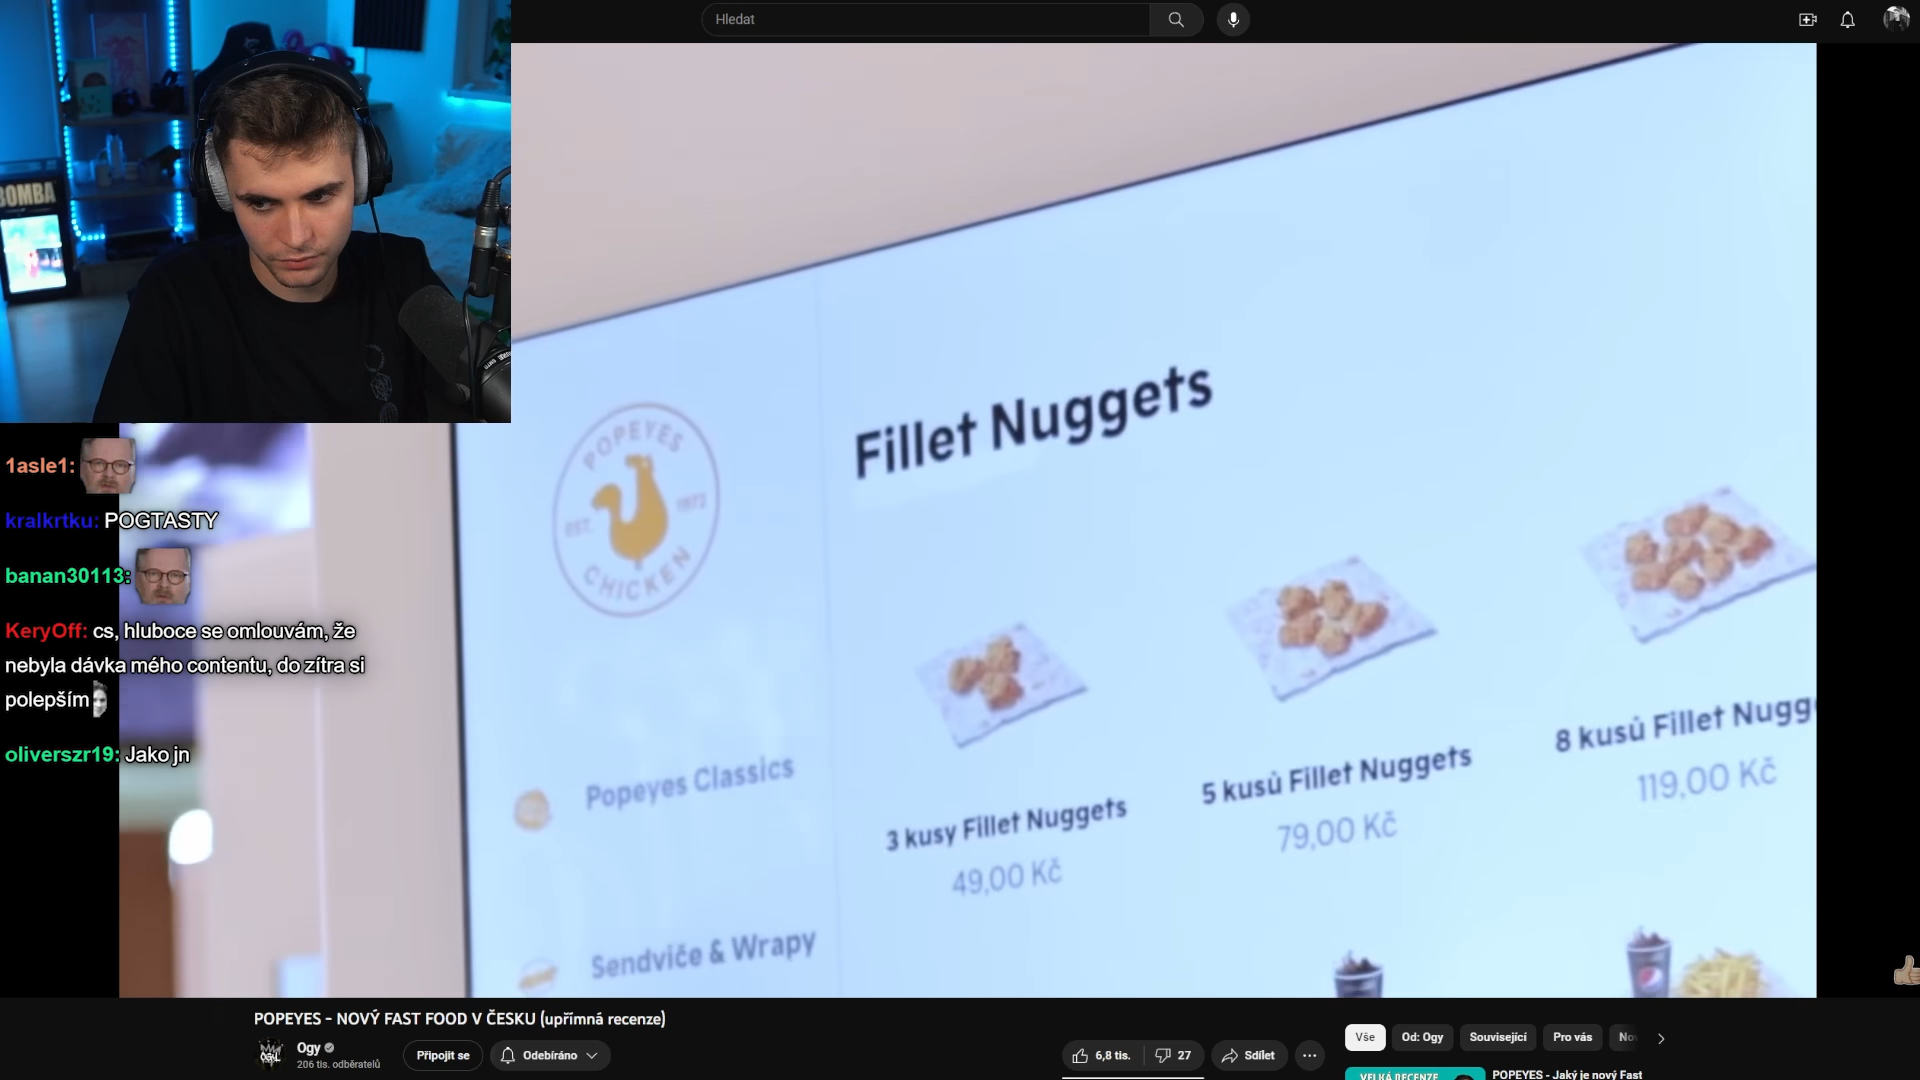 Hledat
BOMBA
Fillet Nuggets
POPEYES
EST. 1972
CHICKEN
1asle1:
kralkrtku: POGTASTY
banan30113:
KeryOff: cs, hluboce se omlouvám, že
nebyla dávka mého contentu, do zítra si
polepším
oliverszr19: Jako jn
Popeyes Classics
Sendviče & Wrapy
3 kusy Fillet Nuggets
49,00 Kč
5 kusů Fillet Nuggets
79,00 Kč
8 kusů Fillet Nugg
119,00 Kč
POPEYES - NOVÝ FAST FOOD V ČESKU (upřímná recenze)
Ogy
206 tis. odběratelů
Připojit se
Odebíráno
6,8 tis.
27
Sdílet
Vše
Od: Ogy
Související
Pro vás
VELKÁ RECENZE
POPEYES - Jaký je nový Fast